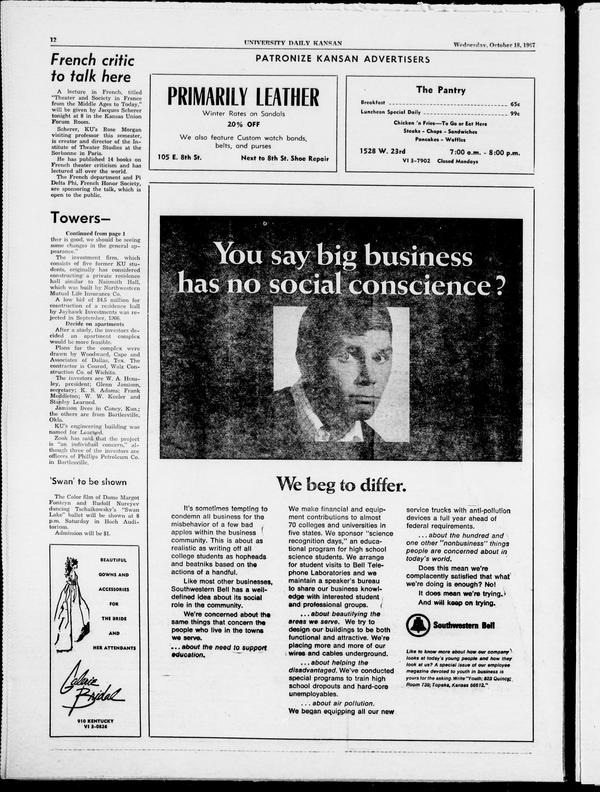 12
UNIVERSITY DAILY KANSAN
Wednesday, October 18, 1967
French critic
to talk here
A lecture in French, titled
"Theater and Society in France
from the Middle Ages to Today,"
will be given by Jacques Scherer
tonight at 8 in the Kansas Union
Forum Room.
Scherer, KU's Rose Morgan
visiting professor this semester,
is creator and director of the In-
stitute of Theater Studies at the
Sorbonne in Paris.
He has published 14 books on
French theater criticism and has
lectured all over the world.
The French department and Pi
Delta Phi, French Honor Society,
are sponsoring the talk, which is
open to the public.
Towers—
Continued from page 1
ther is good, we should be seeing
some changes in the general ap-
pearance."
The investment firm, which
consists of five former KU stu-
dents, originally has considered
constructing a private residence
hall similar to Naismith Hall,
which was built by Northwestern
Mutual Life Insurance Co.
A low bid of $4.5 million for
construction of a residence hall
by Jayhawk Investments was re-
jected in September, 1966.
Decide on apartments
After a study, the investors de-
cided an apartment complex
would be more feasible.
Plans for the complex were
drawn by Woodward, Cape and
Associates of Dallas, Tex. The
contractor is Coored, Walz Con-
struction Co. of Wichita.
The investors are W. A. Hens-
ley, president; Glenn Jamison,
secretary; K. S. Adams; Frank
Meddleton; W. W. Keeler and
Stanley Learned.
Jamison lives in Caney, Kan.;
the others are from Bartlesville,
Okla.
KU's engineering building was
named for Learned.
Zook has said that the project
is "an individual concern," al-
though three of the investors are
officers of Phillips Petroleum Co.
in Bartlesville.
'Swan' to be shown
The Color film of Dame Margot
Fonteyn and Rudolf Nureyev
dancing Tschaikowsky's "Swan
Lake" ballet will be shown at 8
p.m. Saturday in Hoch Audi-
torium.
Admission will be $1.
BEAUTIFUL
GOWNS AND
ACCESSORIES
FOR
THE BRIDE
AND
HER ATTENDANTS
Bridal
910 KENTUCKY
VI 3-0826
PATRONIZE KANSAN ADVERTISERS
PRIMARILY LEATHER
Winter Rates on Sandals
20% OFF
We also feature Custom watch bands,
belts, and purses
105 E. 8th St. Next to 8th St. Shoe Repair
The Pantry
Breakfast 65c
Luncheon Special Daily 99c
Chicken 'n Fries—To Go or Eat Here
Steaks - Chops - Sandwiches
Pancakes - Waffles
1528 W. 23rd 7:00 a.m. - 8:00 p.m.
VI 3-7902 Closed Mondays
You say big business
has no social conscience?
We beg to differ.
It's sometimes tempting to
condemn all business for the
misbehavior of a few bad
apples within the business
community. This is about as
realistic as writing off all
college students as hopheads
and beatniks based on the
actions of a handful.
Like most other businesses,
Southwestern Bell has a well-
defined idea about its social
role in the community.
We're concerned about the
same things that concern the
people who live in the towns
we serve.
...about the need to support
education.
We make financial and equip-
ment contributions to almost
70 colleges and universities in
five states. We sponsor "science
recognition days," an educa-
tional program for high school
science students. We arrange
for student visits to Bell Tele-
phone Laboratories and we
maintain a speaker's bureau
to share our business knowl-
edge with interested student
and professional groups.
...about beautifying the
areas we serve. We try to
design our buildings to be both
functional and attractive. We're
placing more and more of our
wires and cables underground.
...about helping the
disadvantaged. We've conducted
special programs to train high
school dropouts and hard-core
unemployables.
...about air pollution.
We began equipping all our new
service trucks with anti-pollution
devices a full year ahead of
federal requirements.
...about the hundred and
one other "nonbusiness" things
people are concerned about in
today's world.
Does this mean we're
complacently satisfied that what
we're doing is enough? No!
It does mean we're trying.
And will keep on trying.
Southwestern Bell
Like to know more about how our company
looks at today's young people and how they
look at us? A special issue of our employee
magazine devoted to youth in business is
yours for the asking. Write "Youth; 823 Quincy;
Room 739; Topeka, Kansas 66612."